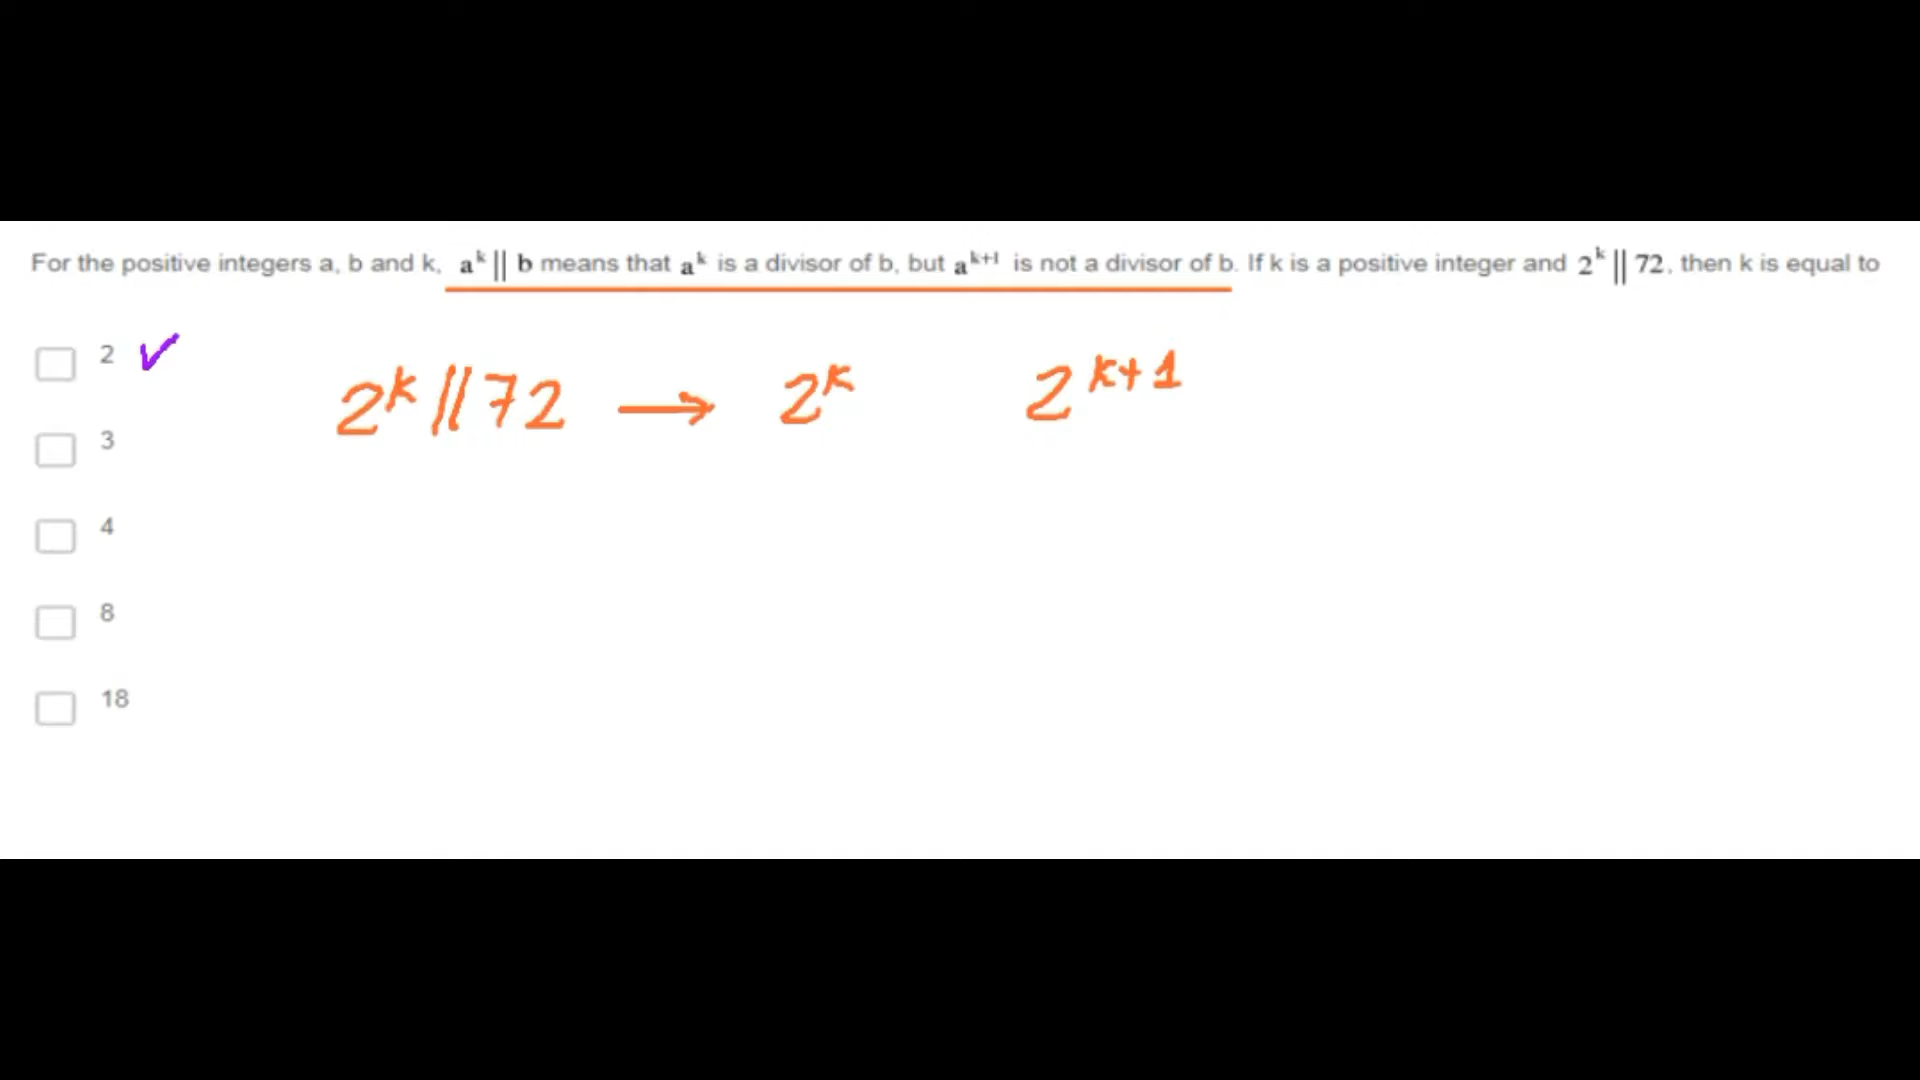 For the positive integers a, b and k, aᵏ || b means that aᵏ is a divisor of b, but aᵏ⁺¹ is not a divisor of b. If k is a positive integer and 2ᵏ || 72, then k is equal to
2 ✓
2ᵏ || 72 → 2ᵏ 2ᵏ⁺¹
3
4
8
18